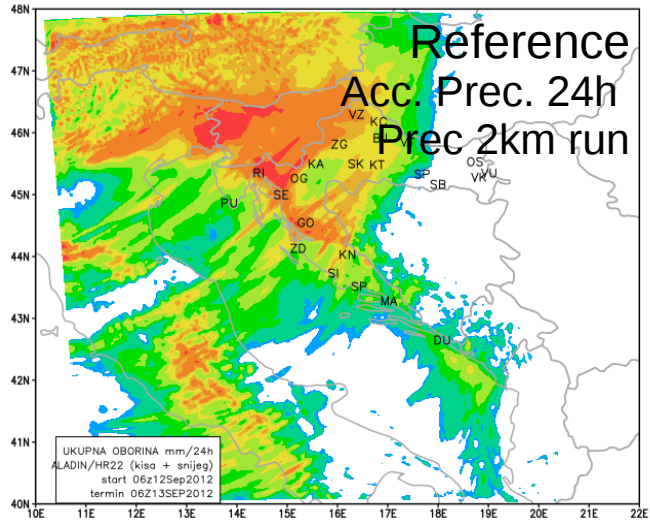 48N
47N
46N
45N
44N
43N
42N
41N
40N
10E 11E 12E 13E 14E 15E 16E 17E 18E 19E 20E 21E 22E
Reference
Acc. Prec. 24h
Prec 2km run
VZ
KC
ZG
KA
SK
KT
RI
OG
OS
VU
VK
SP
SB
SE
PU
GO
ZD
KN
SI
SP
MA
DU
UKUPNA OBORINA mm/24h
ALADIN/HR22 (kisa + snijeg)
start 06z12Sep2012
termin 06Z13SEP2012